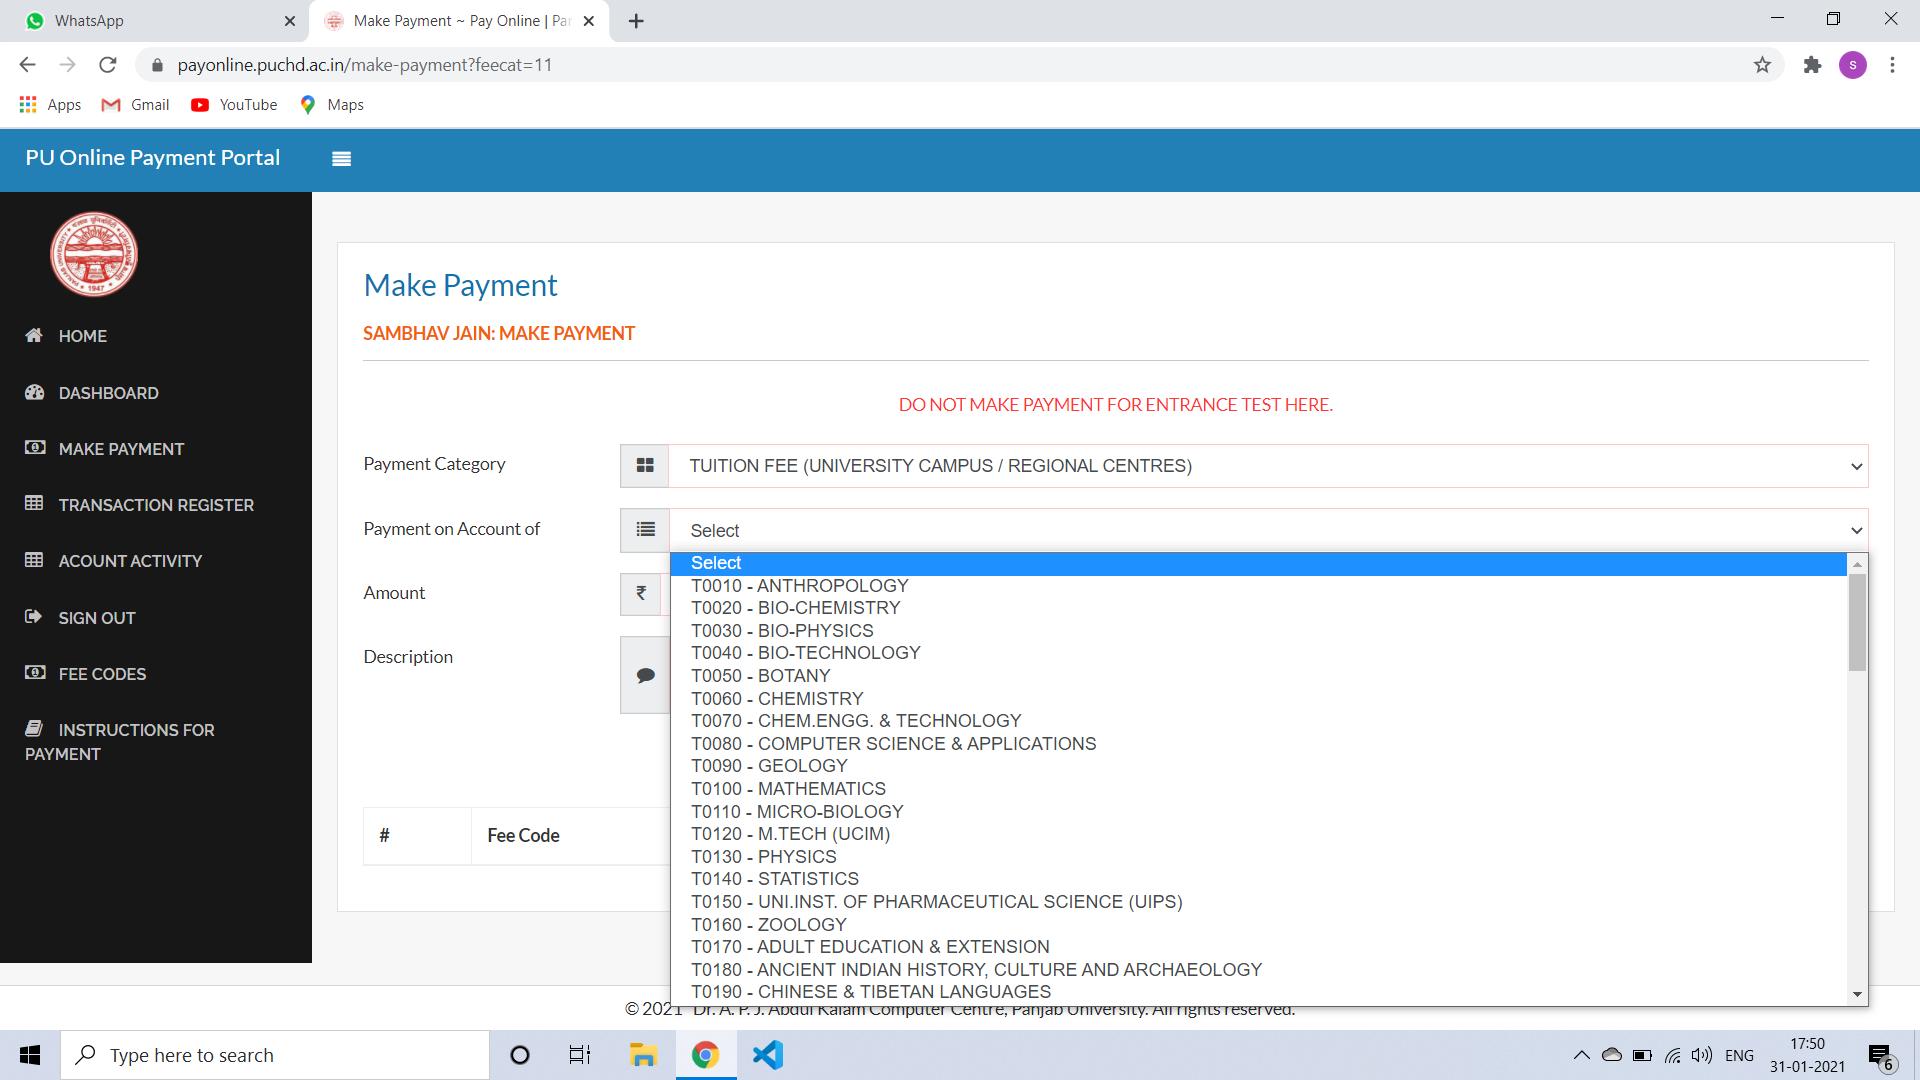 WhatsApp
Make Payment ~ Pay Online | Pa
payonline.puchd.ac.in/make-payment?feecat=11
S
Apps
Gmail
YouTube
Maps
PU Online Payment Portal
HOME
DASHBOARD
MAKE PAYMENT
TRANSACTION REGISTER
ACOUNT ACTIVITY
SIGN OUT
FEE CODES
INSTRUCTIONS FOR
PAYMENT
Make Payment
SAMBHAV JAIN: MAKE PAYMENT
DO NOT MAKE PAYMENT FOR ENTRANCE TEST HERE.
Payment Category
TUITION FEE (UNIVERSITY CAMPUS / REGIONAL CENTRES)
Payment on Account of
Select
Amount
₹
Description
Select
T0010 - ANTHROPOLOGY
T0020 - BIO-CHEMISTRY
T0030 - BIO-PHYSICS
T0040 - BIO-TECHNOLOGY
T0050 - BOTANY
T0060 - CHEMISTRY
T0070 - CHEM.ENGG. & TECHNOLOGY
T0080 - COMPUTER SCIENCE & APPLICATIONS
T0090 - GEOLOGY
T0100 - MATHEMATICS
T0110 - MICRO-BIOLOGY
T0120 - M.TECH (UCIM)
T0130 - PHYSICS
T0140 - STATISTICS
T0150 - UNI.INST. OF PHARMACEUTICAL SCIENCE (UIPS)
T0160 - ZOOLOGY
T0170 - ADULT EDUCATION & EXTENSION
T0180 - ANCIENT INDIAN HISTORY, CULTURE AND ARCHAEOLOGY
T0190 - CHINESE & TIBETAN LANGUAGES
# Fee Code
© 2021 Dr. A. P. J. Abdul Kalam Computer Centre, Panjab University. All rights reserved.
Type here to search
ENG
17:50
31-01-2021
6